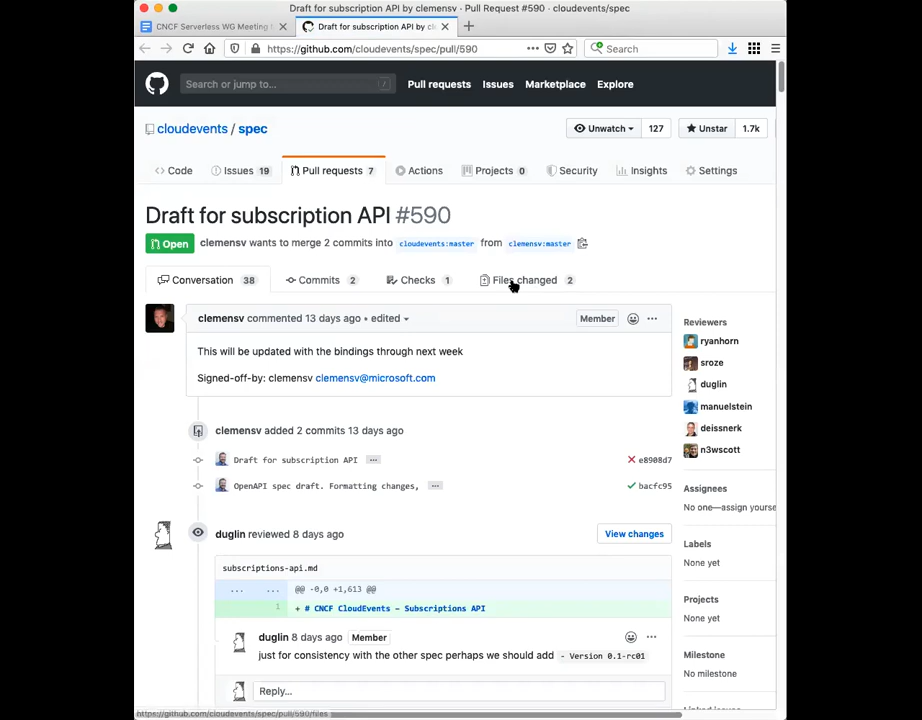 Draft for subscription API by clemensv · Pull Request #590 · cloudevents/spec
CNCF Serverless WG Meeting
Draft for subscription API by cle
https://github.com/cloudevents/spec/pull/590
Search
Search or jump to...
/
Pull requests Issues Marketplace Explore
cloudevents / spec
Unwatch 127
Unstar 1.7k
Code
Issues 19
Pull requests 7
Actions
Projects 0
Security
Insights
Settings
Draft for subscription API #590
Open clemensv wants to merge 2 commits into cloudevents:master from clemensv:master
Conversation 38
Commits 2
Checks 1
Files changed 2
clemensv commented 13 days ago • edited
Member
This will be updated with the bindings through next week
Signed-off-by: clemensv clemensv@microsoft.com
clemensv added 2 commits 13 days ago
Draft for subscription API ...
e8908d7
OpenAPI spec draft. Formatting changes, ...
bacfc95
duglin reviewed 8 days ago
View changes
subscriptions-api.md
... ... @@ -0,0 +1,613 @@
1 + # CNCF CloudEvents - Subscriptions API
duglin 8 days ago Member
just for consistency with the other spec perhaps we should add - Version 0.1-rc01
Reply...
Reviewers
ryanhorn
sroze
duglin
manuelstein
deissnerk
n3wscott
Assignees
No one—assign yourse
Labels
None yet
Projects
None yet
Milestone
No milestone
Linked issues
https://github.com/cloudevents/spec/pull/590/files